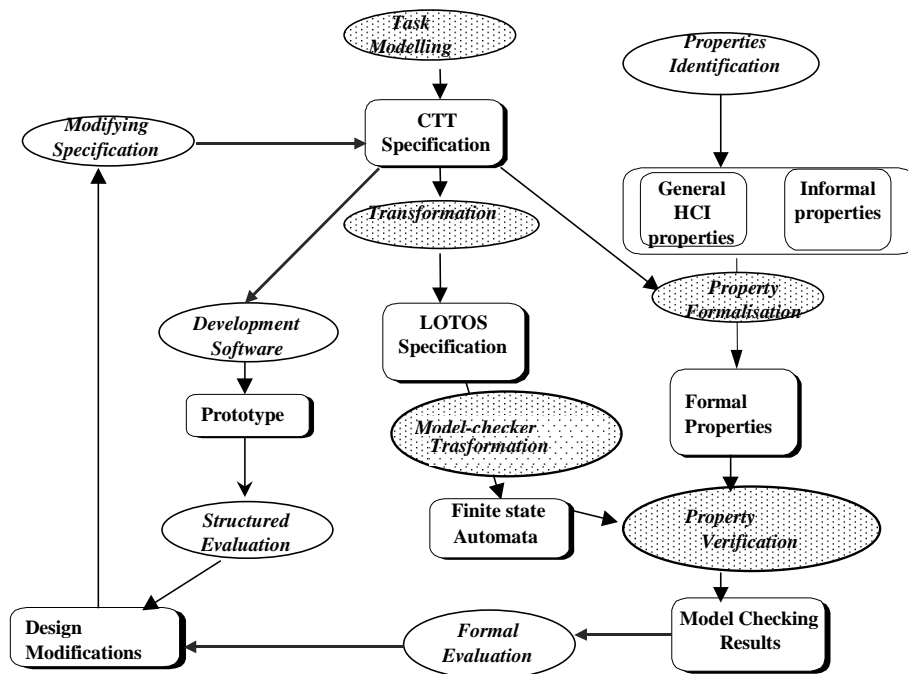 Task
Modelling
Properties
Identification
Modifying
Specification
CTT
Specification
General
HCI
properties
Informal
properties
Transformation
Property
Formalisation
Development
Software
LOTOS
Specification
Prototype
Formal
Properties
Model-checker
Trasformation
Structured
Evaluation
Finite state
Automata
Property
Verification
Design
Modifications
Formal
Evaluation
Model Checking
Results